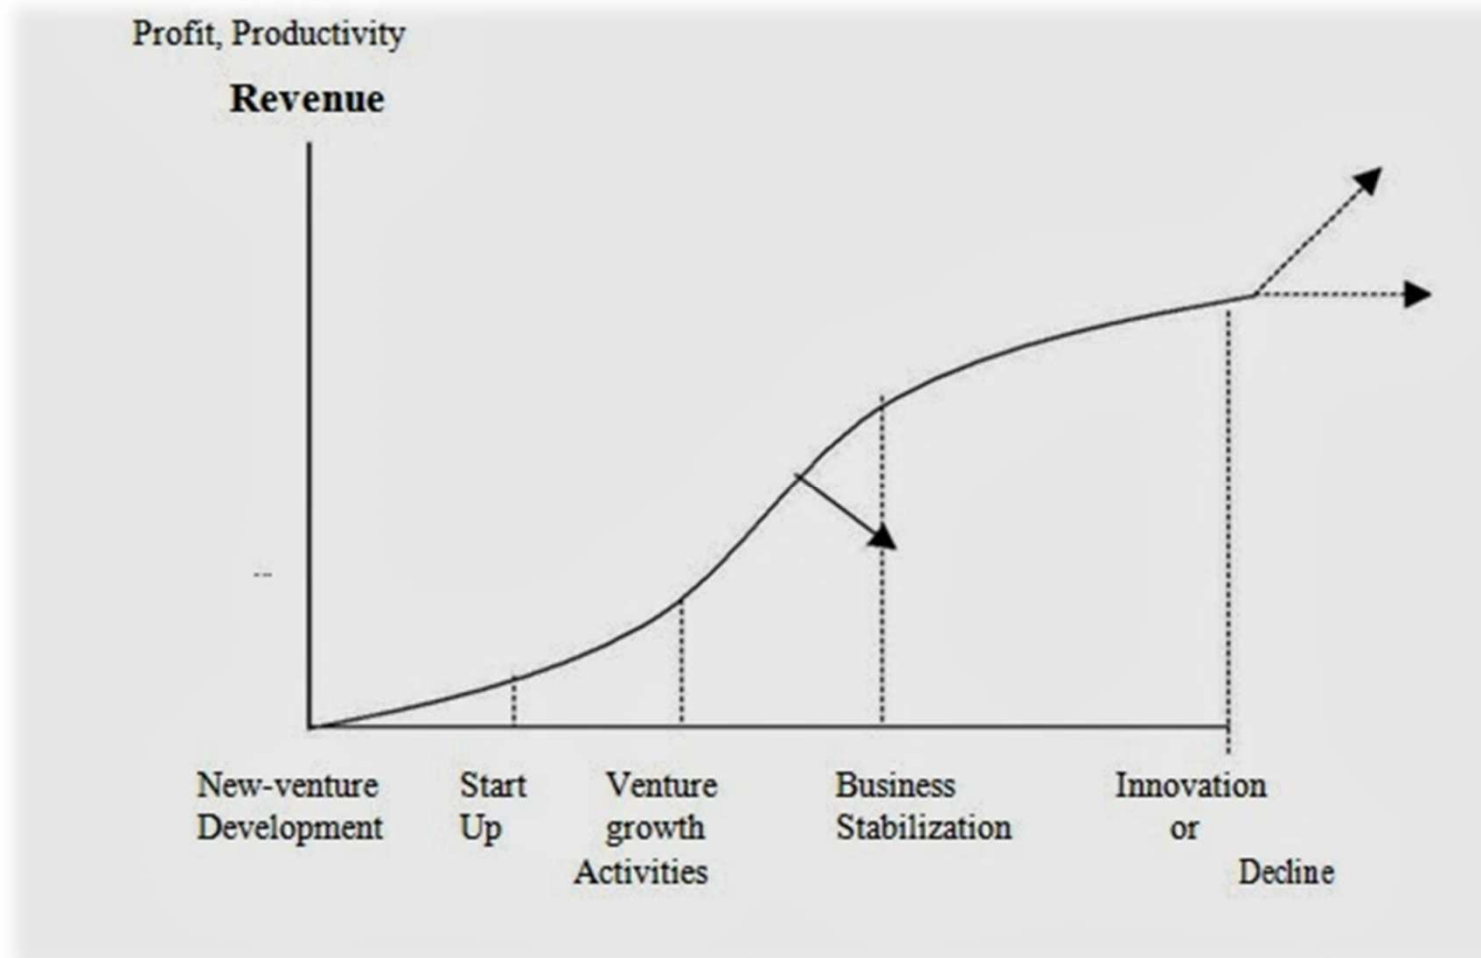 Profit, Productivity
Revenue
...
New-venture
Development
Start
Up
Venture
growth
Activities
Business
Stabilization
Innovation
or
Decline